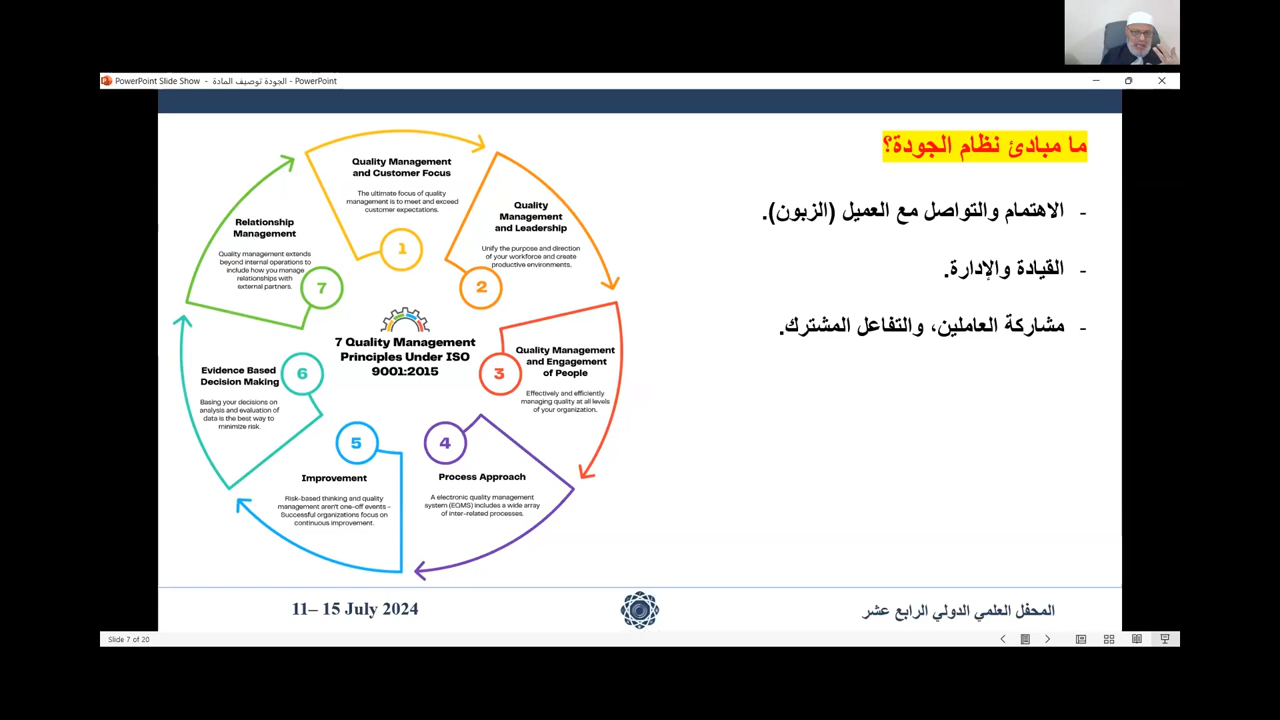 PowerPoint Slide Show - الجودة توصيف المادة - PowerPoint
ما مبادئ نظام الجودة؟
- الاهتمام والتواصل مع العميل (الزبون).
- القيادة والإدارة.
- مشاركة العاملين، والتفاعل المشترك.
7 Quality Management
Principles Under ISO
9001:2015
Quality Management
and Customer Focus
The ultimate focus of quality
management is to meet and exceed
customer expectations.
1
Quality
Management
and Leadership
Unify the purpose and direction
of your workforce and create
productive environments.
2
Quality Management
and Engagement
of People
Effectively and efficiently
managing quality at all levels
of your organization.
3
Process Approach
A electronic quality management
system (EQMS) includes a wide array
of inter-related processes.
4
Improvement
Risk-based thinking and quality
management aren't one-off events -
Successful organizations focus on
continuous improvement.
5
Evidence Based
Decision Making
Basing your decisions on
analysis and evaluation of
data is the best way to
minimize risk.
6
Relationship
Management
Quality management extends
beyond internal operations to
include how you manage
relationships with
external partners.
7
11– 15 July 2024
المحفل العلمي الدولي الرابع عشر
Slide 7 of 20